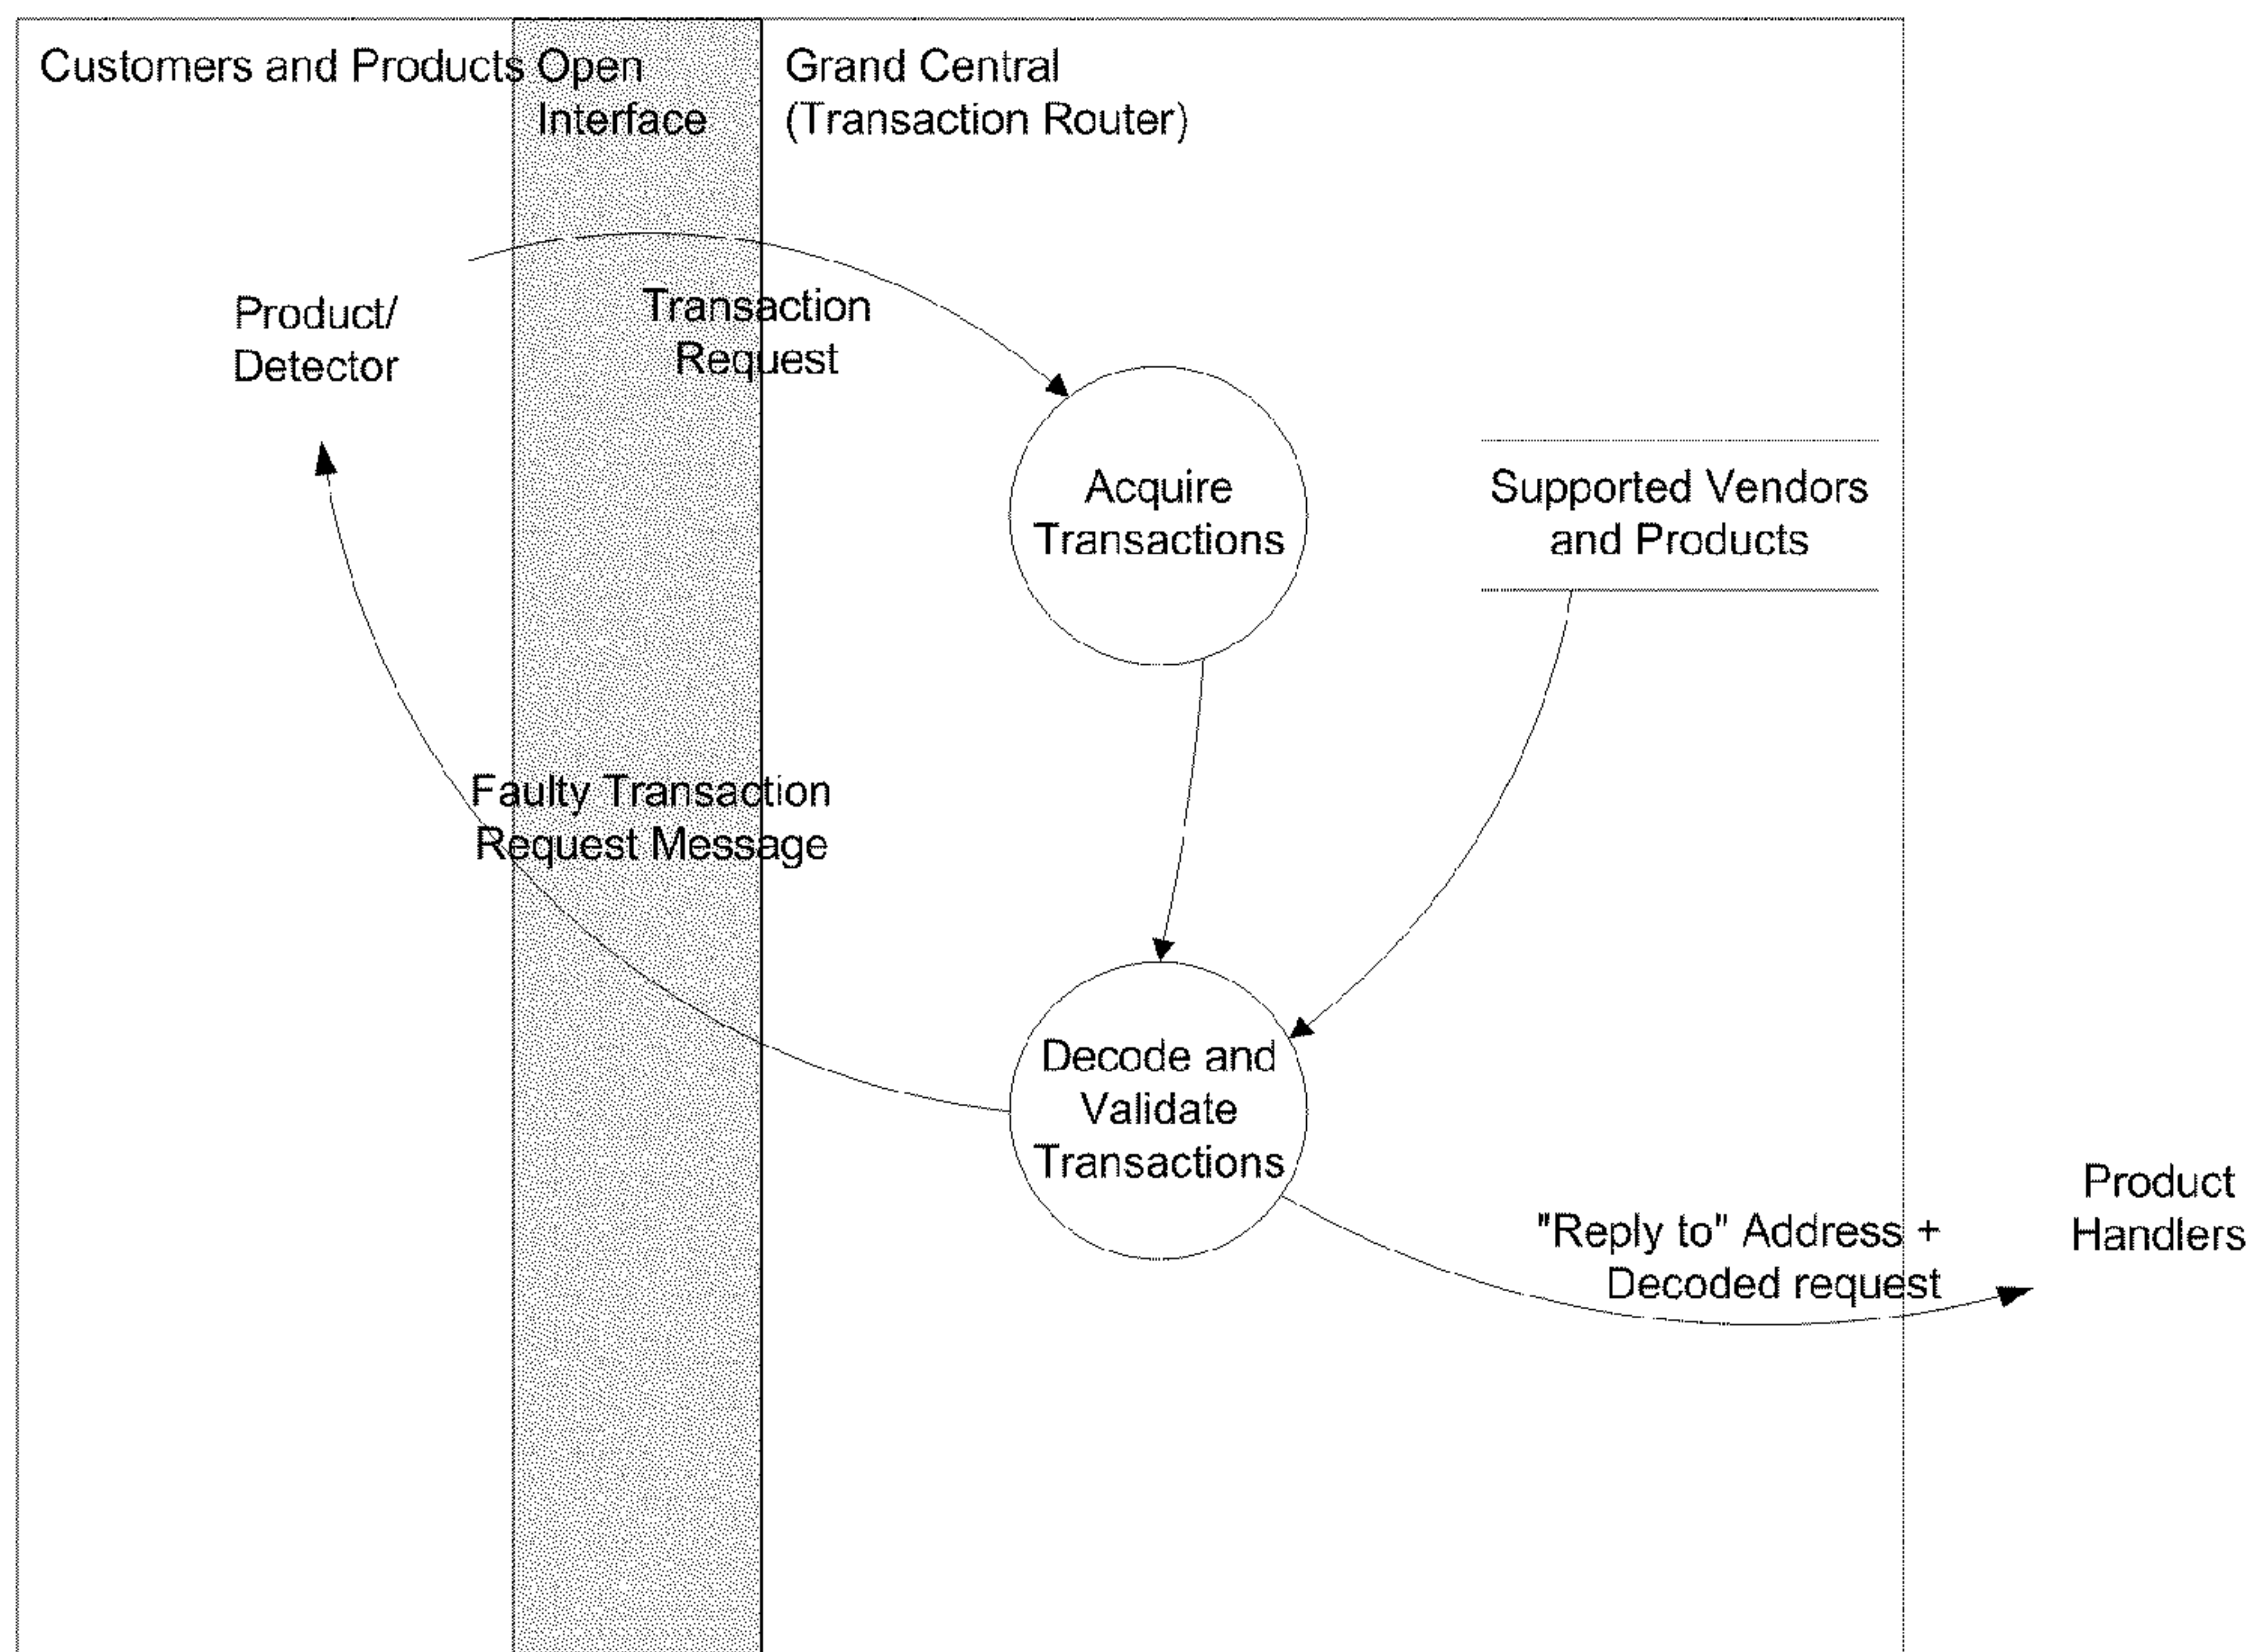 Customers and Products
Open
Interface
Grand Central
(Transaction Router)
Product/
Detector
Transaction
Request
Acquire
Transactions
Supported Vendors
and Products
Faulty Transaction
Request Message
Decode and
Validate
Transactions
"Reply to" Address +
Decoded request
Product
Handlers